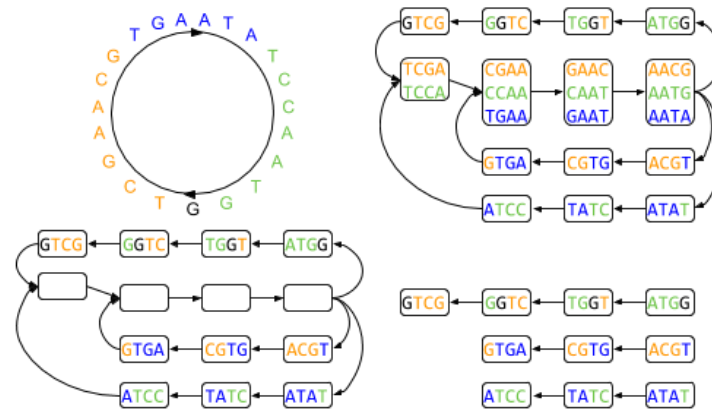 TGAATATCCAATGGTCGAACG
GTCG GGTC TGGT ATGG
TCGA CGAA GAAC AACG
TCCA CCAA CAAT AATG
TGAA GAAT AATA
GTGA CGTG ACGT
ATCC TATC ATAT
GTCG GGTC TGGT ATGG
GTGA CGTG ACGT
ATCC TATC ATAT
GTCG GGTC TGGT ATGG
GTGA CGTG ACGT
ATCC TATC ATAT